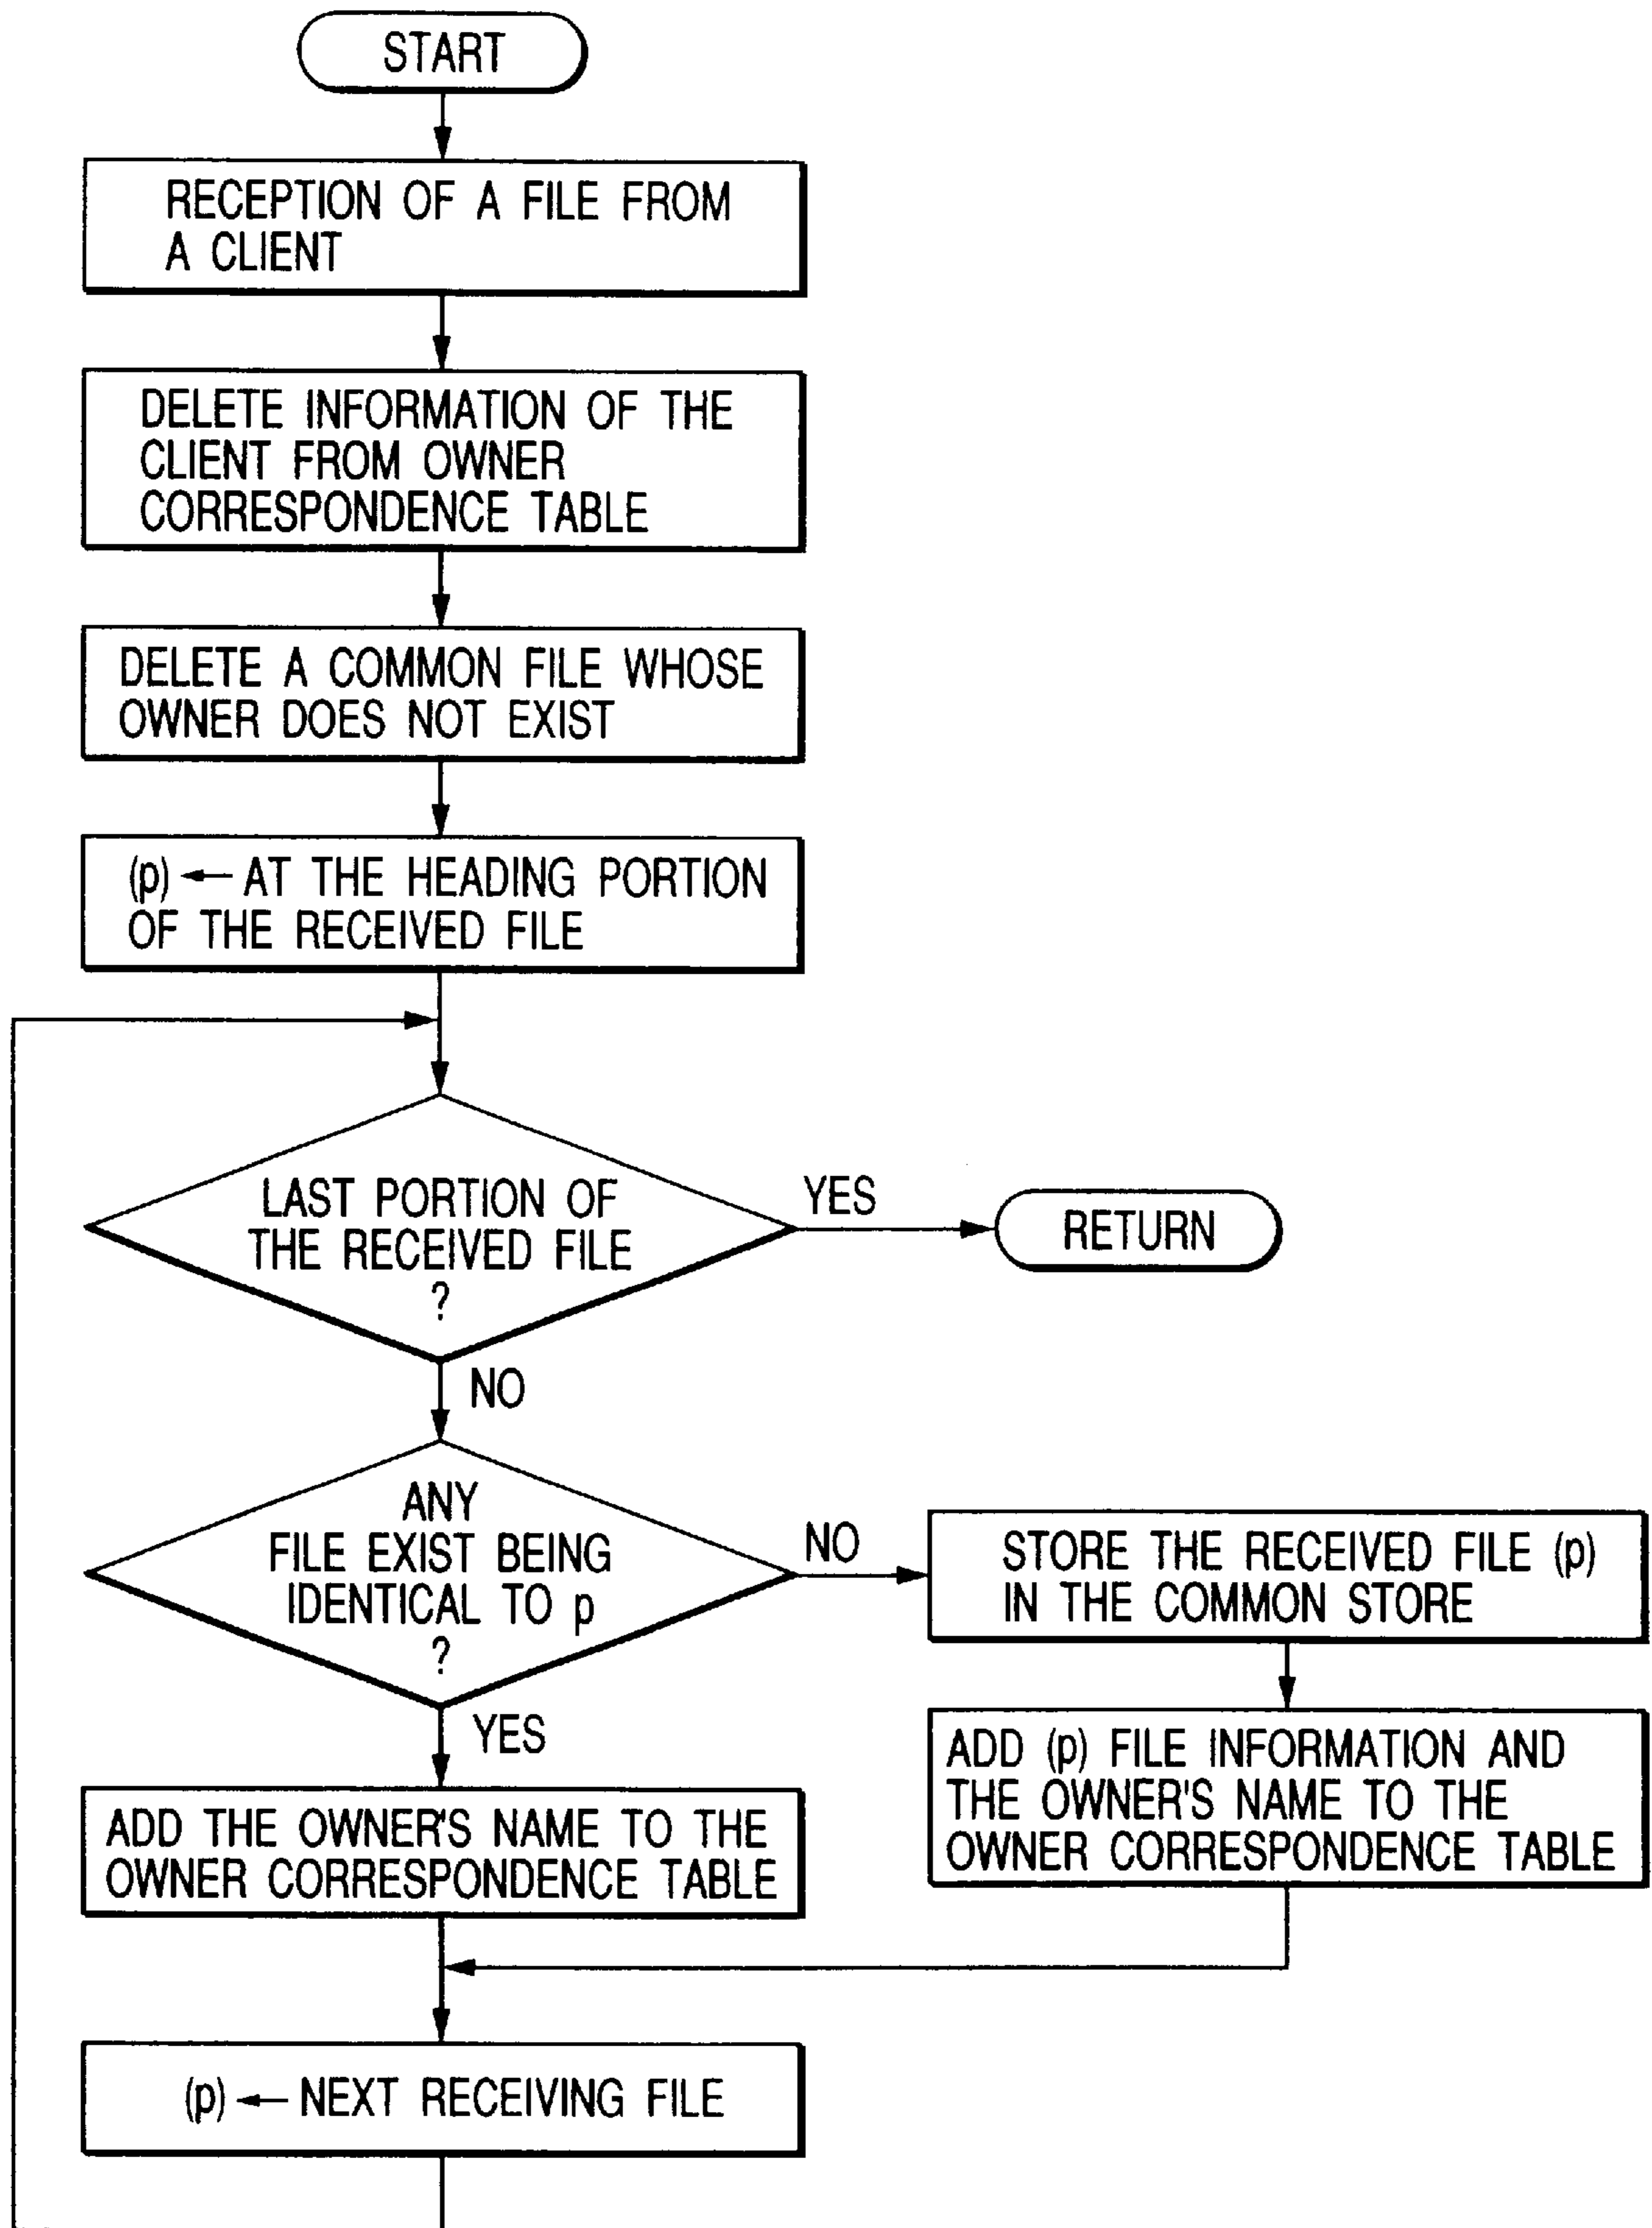 START
RECEPTION OF A FILE FROM
A CLIENT
DELETE INFORMATION OF THE
CLIENT FROM OWNER
CORRESPONDENCE TABLE
DELETE A COMMON FILE WHOSE
OWNER DOES NOT EXIST
(p) ← AT THE HEADING PORTION
OF THE RECEIVED FILE
LAST PORTION OF
THE RECEIVED FILE
?
YES
RETURN
NO
ANY
FILE EXIST BEING
IDENTICAL TO p
?
NO
STORE THE RECEIVED FILE (p)
IN THE COMMON STORE
YES
ADD (p) FILE INFORMATION AND
THE OWNER'S NAME TO THE
OWNER CORRESPONDENCE TABLE
ADD THE OWNER'S NAME TO THE
OWNER CORRESPONDENCE TABLE
(p) ← NEXT RECEIVING FILE